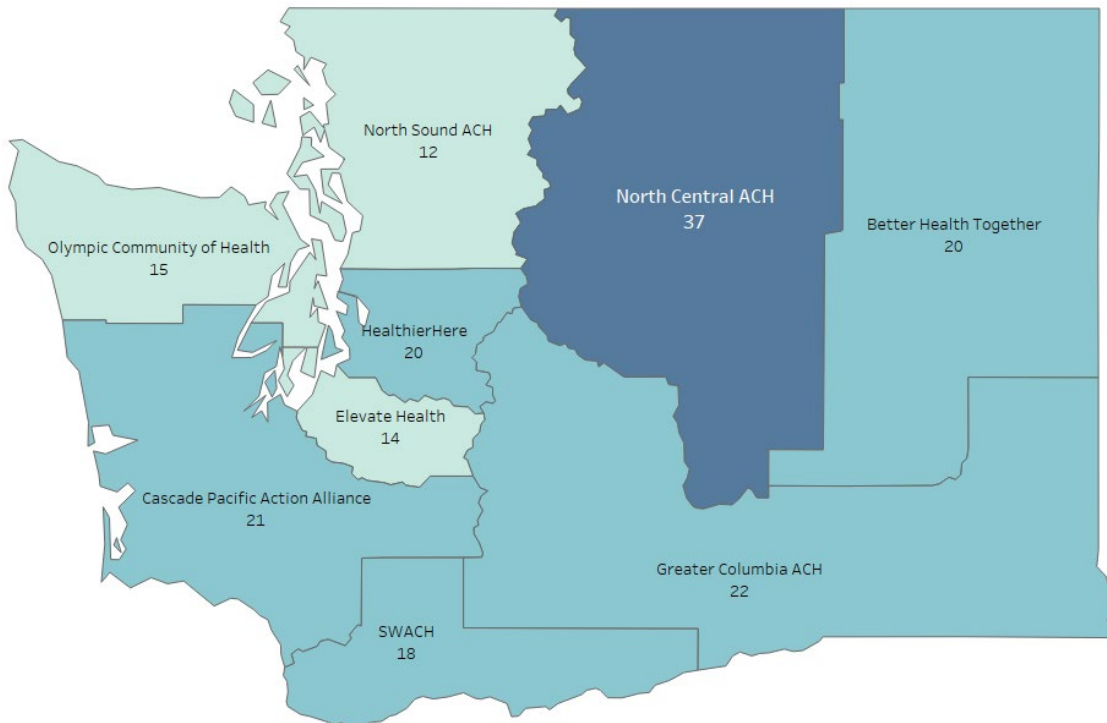 North Sound ACH
12
North Central ACH
37
Better Health Together
20
Olympic Community of Health
15
HealthierHere
20
Elevate Health
14
Cascade Pacific Action Alliance
21
Greater Columbia ACH
22
SWACH
18